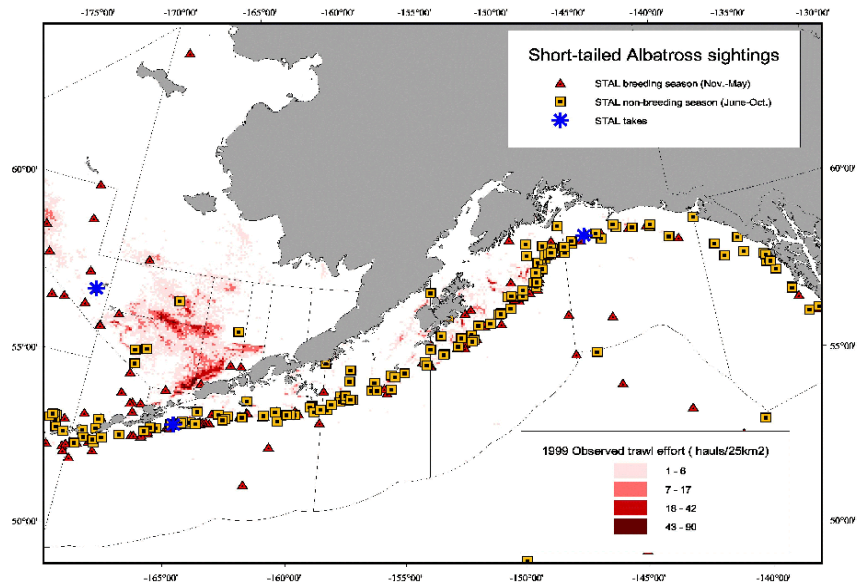 -175°00' -170°00' -165°00' -160°00' -155°00' -150°00' -145°00' -140°00' -135°00' -130°00'
Short-tailed Albatross sightings
STAL breeding season (Nov.-May)
STAL non-breeding season (June-Oct.)
STAL takes
60°00' 60°00'
55°00' 55°00'
1999 Observed trawl effort ( hauls/25km2)
1 - 6
7 - 17
18 - 42
43 - 90
50°00' 50°00'
-165°00' -160°00' -155°00' -150°00' -145°00' -140°00'